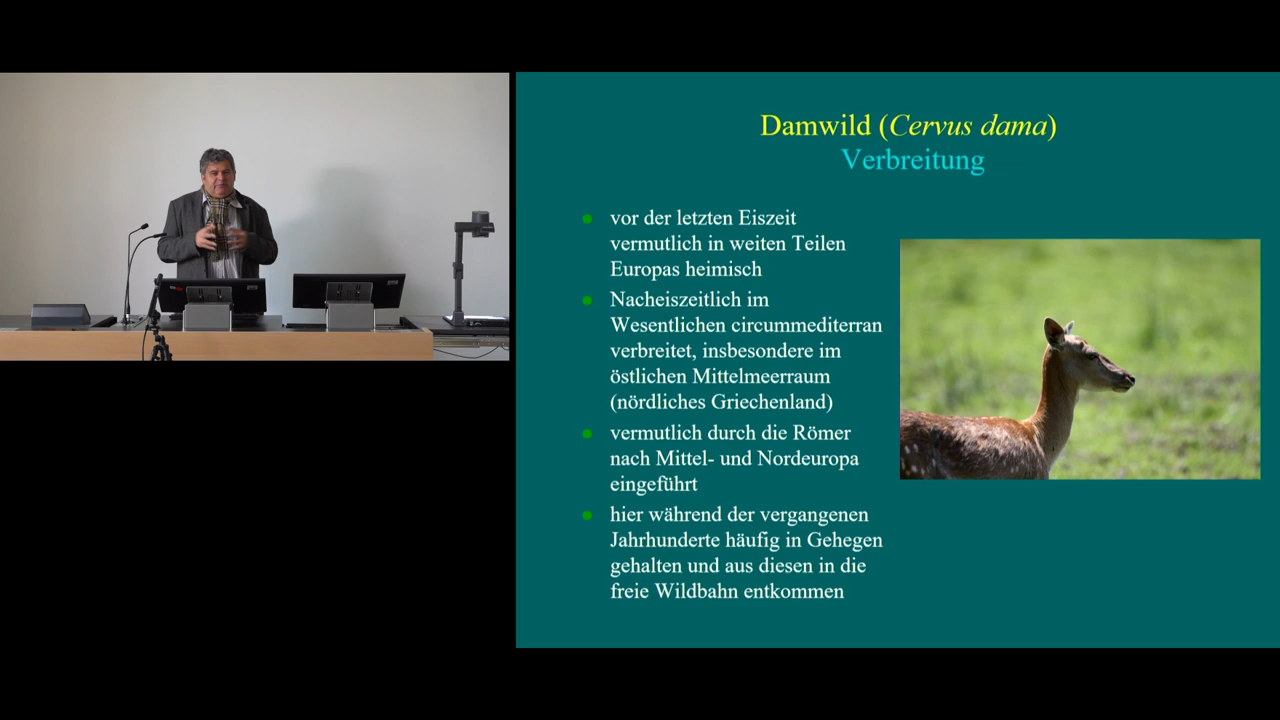 Damwild (Cervus dama)
Verbreitung
vor der letzten Eiszeit
vermutlich in weiten Teilen
Europas heimisch
Nacheiszeitlich im
Wesentlichen circummediterran
verbreitet, insbesondere im
östlichen Mittelmeerraum
(nördliches Griechenland)
vermutlich durch die Römer
nach Mittel- und Nordeuropa
eingeführt
hier während der vergangenen
Jahrhunderte häufig in Gehegen
gehalten und aus diesen in die
freie Wildbahn entkommen